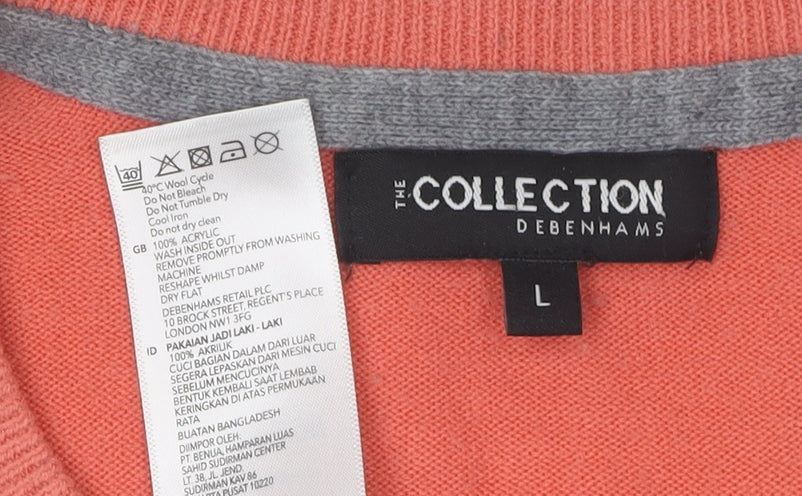 40
40°C Wool Cycle
Do Not Bleach
Do Not Tumble Dry
Cool Iron
Do not dry clean
GB 100% ACRYLIC
WASH INSIDE OUT
REMOVE PROMPTLY FROM WASHING
MACHINE
RESHAPE WHILST DAMP
DRY FLAT
DEBENHAMS RETAIL PLC
10 BROCK STREET, REGENT'S PLACE
LONDON NW1 3FG
ID PAKAIAN JADI LAKI - LAKI
100% AKRILIK
CUCI BAGIAN DALAM DARI LUAR
SEGERA LEPASKAN DARI MESIN CUCI
SEBELUM MENCUCINYA
BENTUK KEMBALI SAAT LEMBAB
KERINGKAN DI ATAS PERMUKAAN
RATA
BUATAN BANGLADESH
DIIMPOR OLEH.
PT. BENUA, HAMPARAN LUAS
SAHID SUDIRMAN CENTER
LT. 38, JL. JEND.
SUDIRMAN KAV 86
PUSAT 10220
THE COLLECTION
DEBENHAMS
L